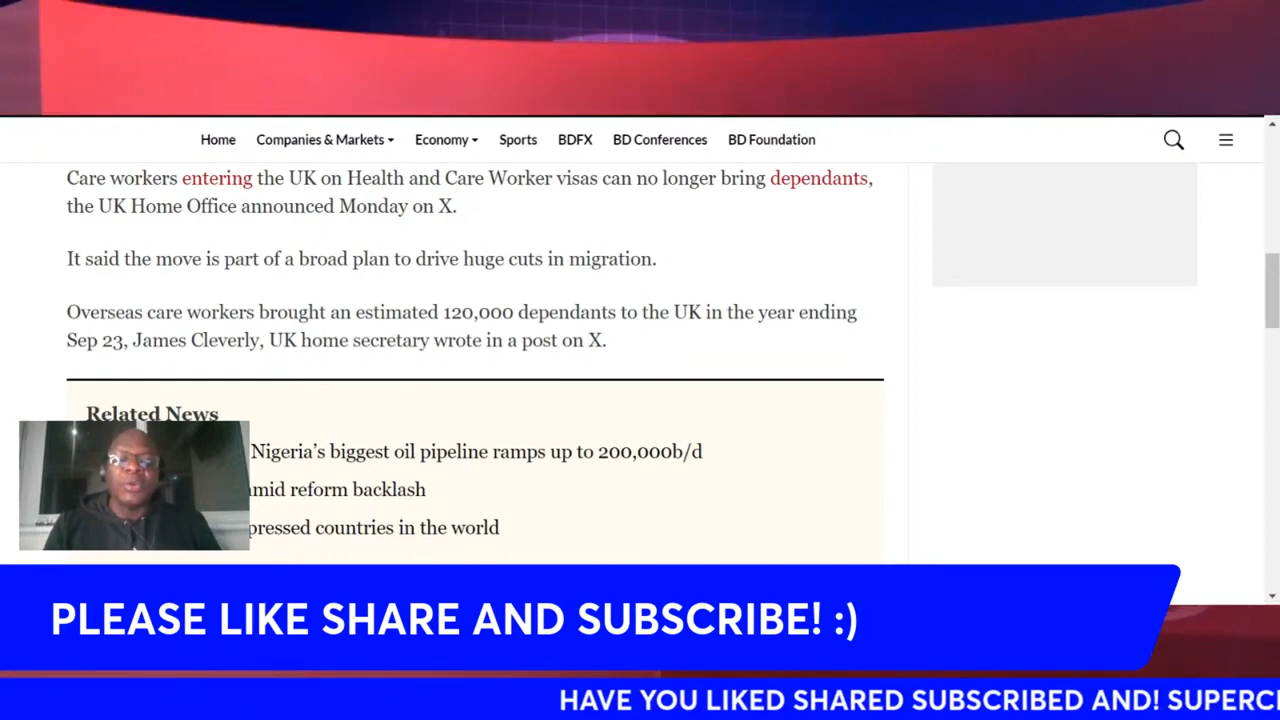 Home Companies & Markets Economy Sports BDFX BD Conferences BD Foundation
Care workers entering the UK on Health and Care Worker visas can no longer bring dependants,
the UK Home Office announced Monday on X.
It said the move is part of a broad plan to drive huge cuts in migration.
Overseas care workers brought an estimated 120,000 dependants to the UK in the year ending
Sep 23, James Cleverly, UK home secretary wrote in a post on X.
Related News
Nigeria's biggest oil pipeline ramps up to 200,000b/d
reform backlash
countries in the world
PLEASE LIKE SHARE AND SUBSCRIBE! :)
HAVE YOU LIKED SHARED SUBSCRIBED AND!